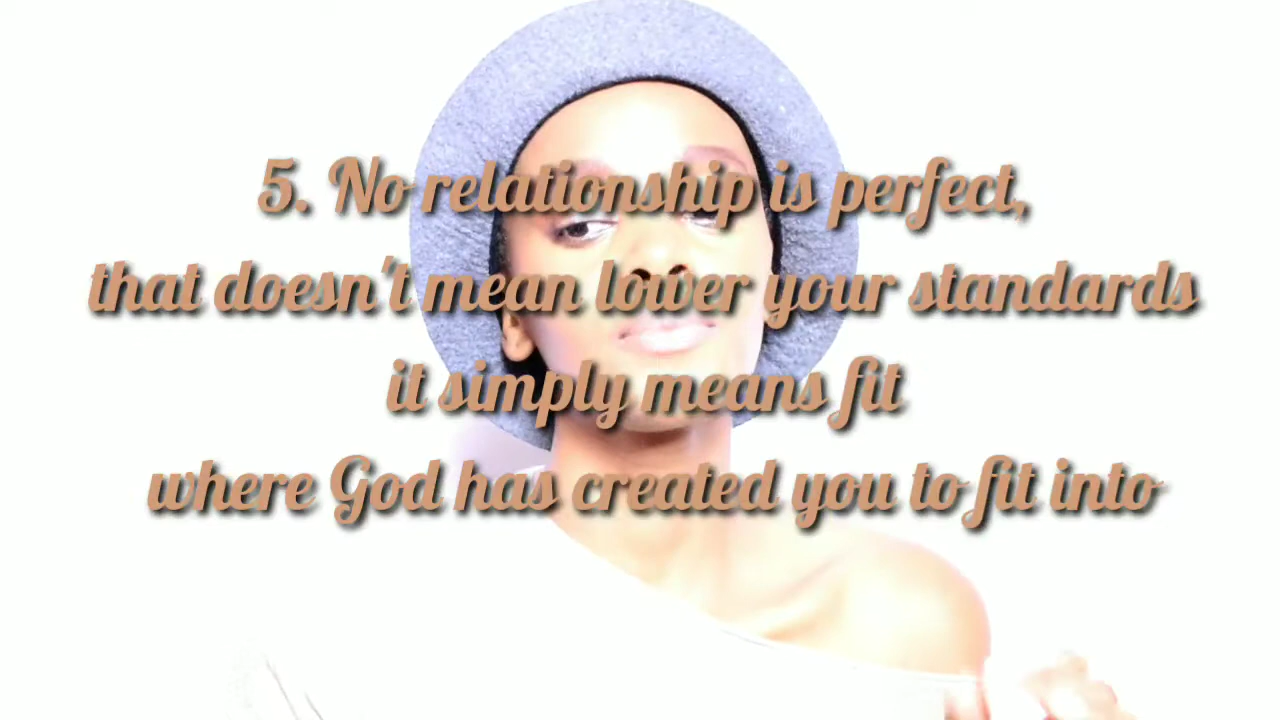 5. No relationship is perfect,
that doesn't mean lower your standards
it simply means fit
where God has created you to fit into